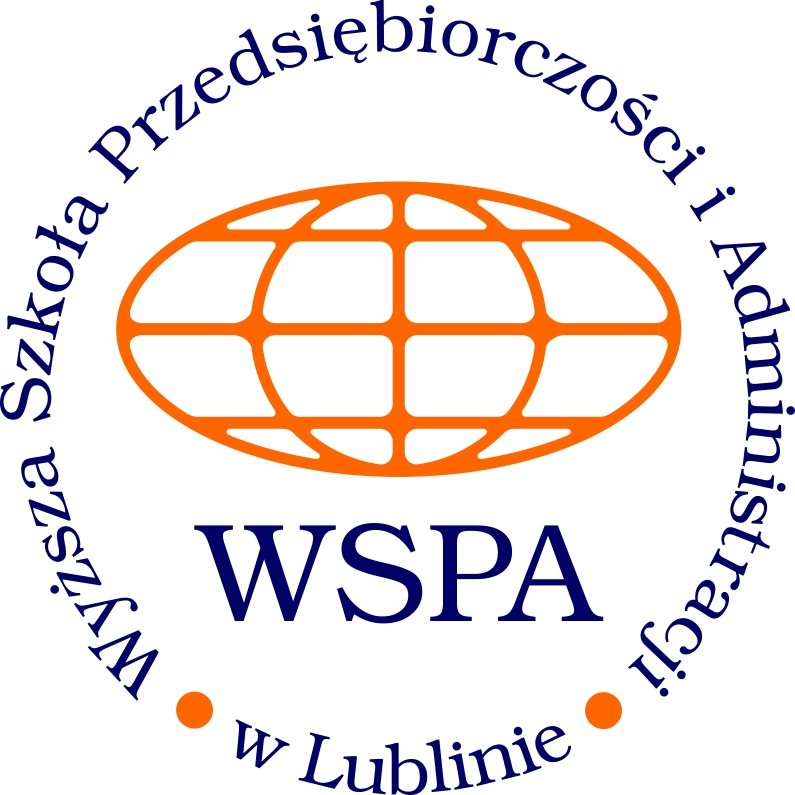 Wyższa Szkoła Przedsiębiorczości i Administracji
w Lublinie
WSPA